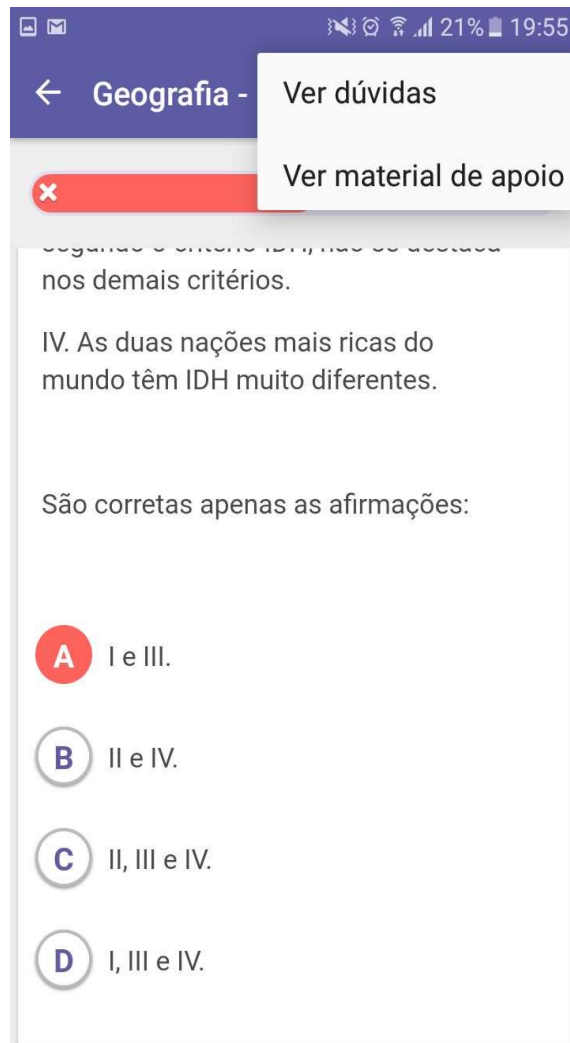 21% 19:55
Geografia -
Ver dúvidas
Ver material de apoio
nos demais critérios.
IV. As duas nações mais ricas do
mundo têm IDH muito diferentes.
São corretas apenas as afirmações:
A I e III.
B II e IV.
C II, III e IV.
D I, III e IV.